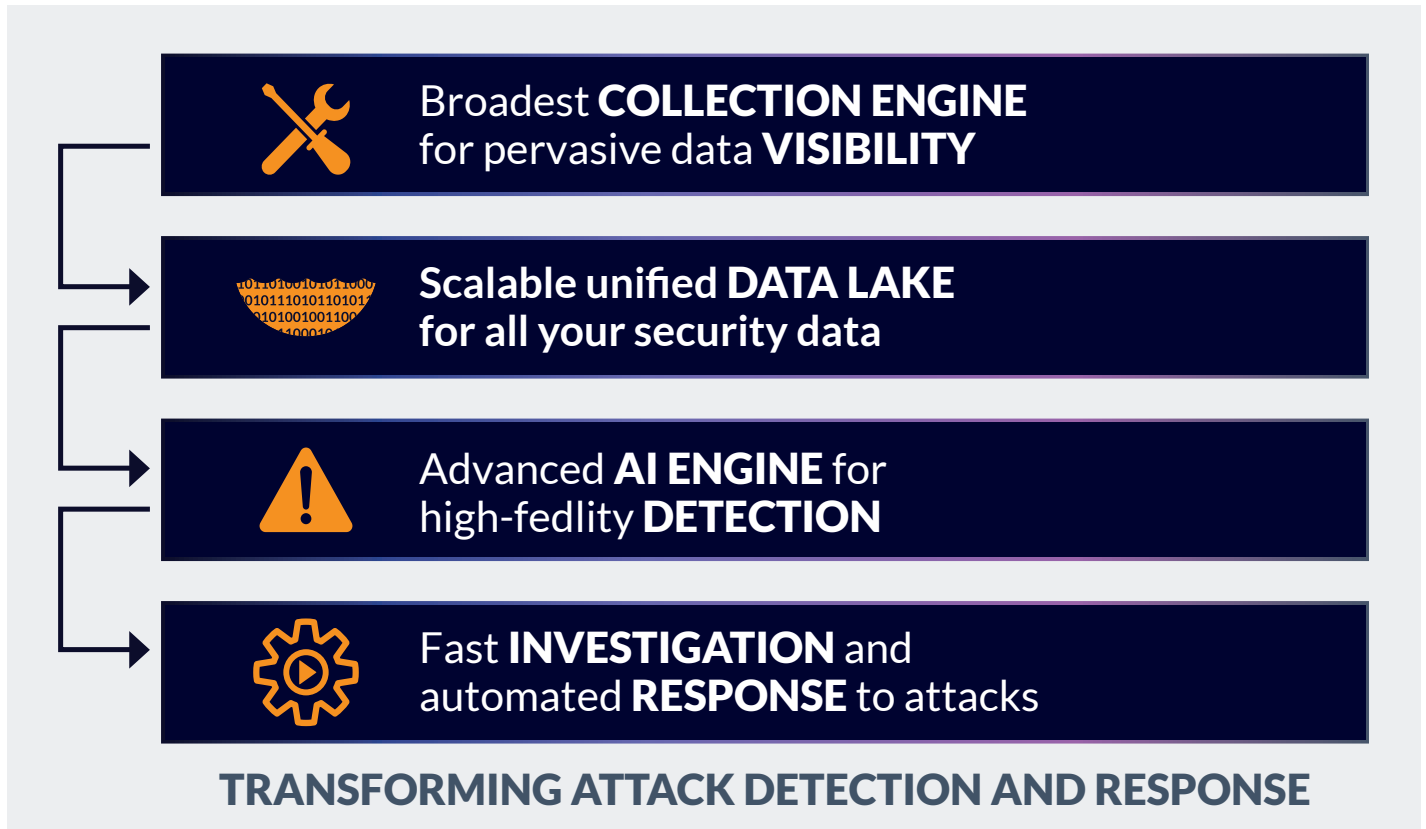 Broadest COLLECTION ENGINE
for pervasive data VISIBILITY
Scalable unified DATA LAKE
for all your security data
Advanced AI ENGINE for
high-fedlity DETECTION
Fast INVESTIGATION and
automated RESPONSE to attacks
TRANSFORMING ATTACK DETECTION AND RESPONSE